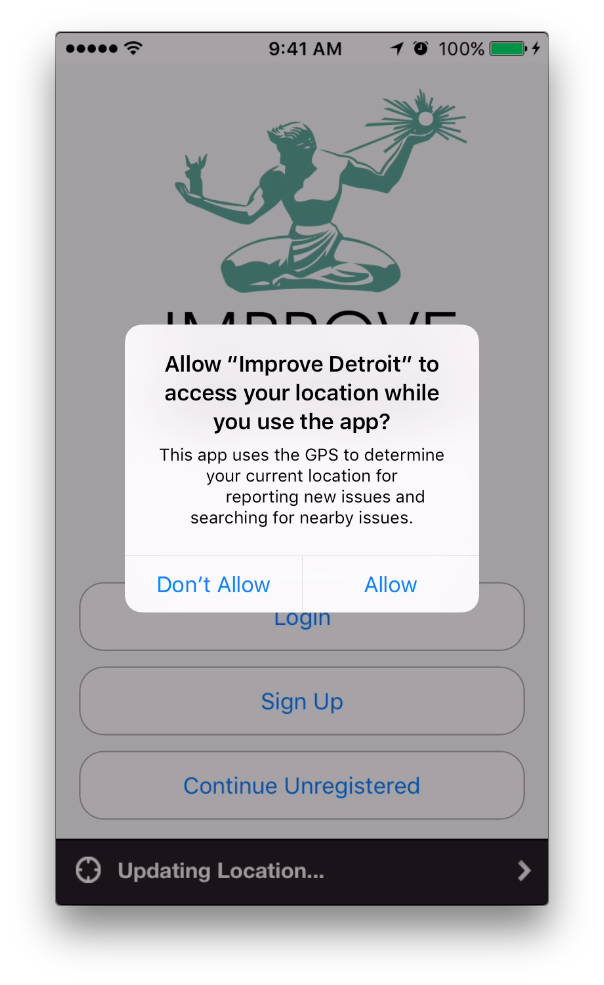 9:41 AM 100%
IMPROVE
Allow “Improve Detroit” to
access your location while
you use the app?
This app uses the GPS to determine
your current location for
reporting new issues and
searching for nearby issues.
Don’t Allow Allow
Login
Sign Up
Continue Unregistered
Updating Location...